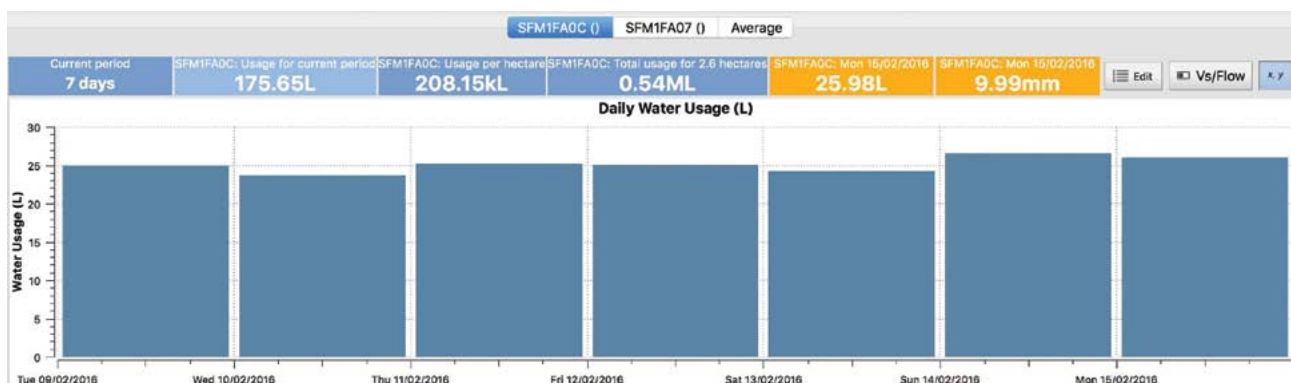 SFM1FA0C () SFM1FA07 () Average
Current period
7 days
SFM1FA0C: Usage for current period
175.65L
SFM1FA0C: Usage per hectare
208.15kL
SFM1FA0C: Total usage for 2.6 hectares
0.54ML
SFM1FA0C: Mon 15/02/2016
25.98L
SFM1FA0C: Mon 15/02/2016
9.99mm
Edit
Vs/Flow
x, y
Daily Water Usage (L)
Water Usage (L)
30
25
20
15
10
5
0
Tue 09/02/2016 Wed 10/02/2016 Thu 11/02/2016 Fri 12/02/2016 Sat 13/02/2016 Sun 14/02/2016 Mon 15/02/2016